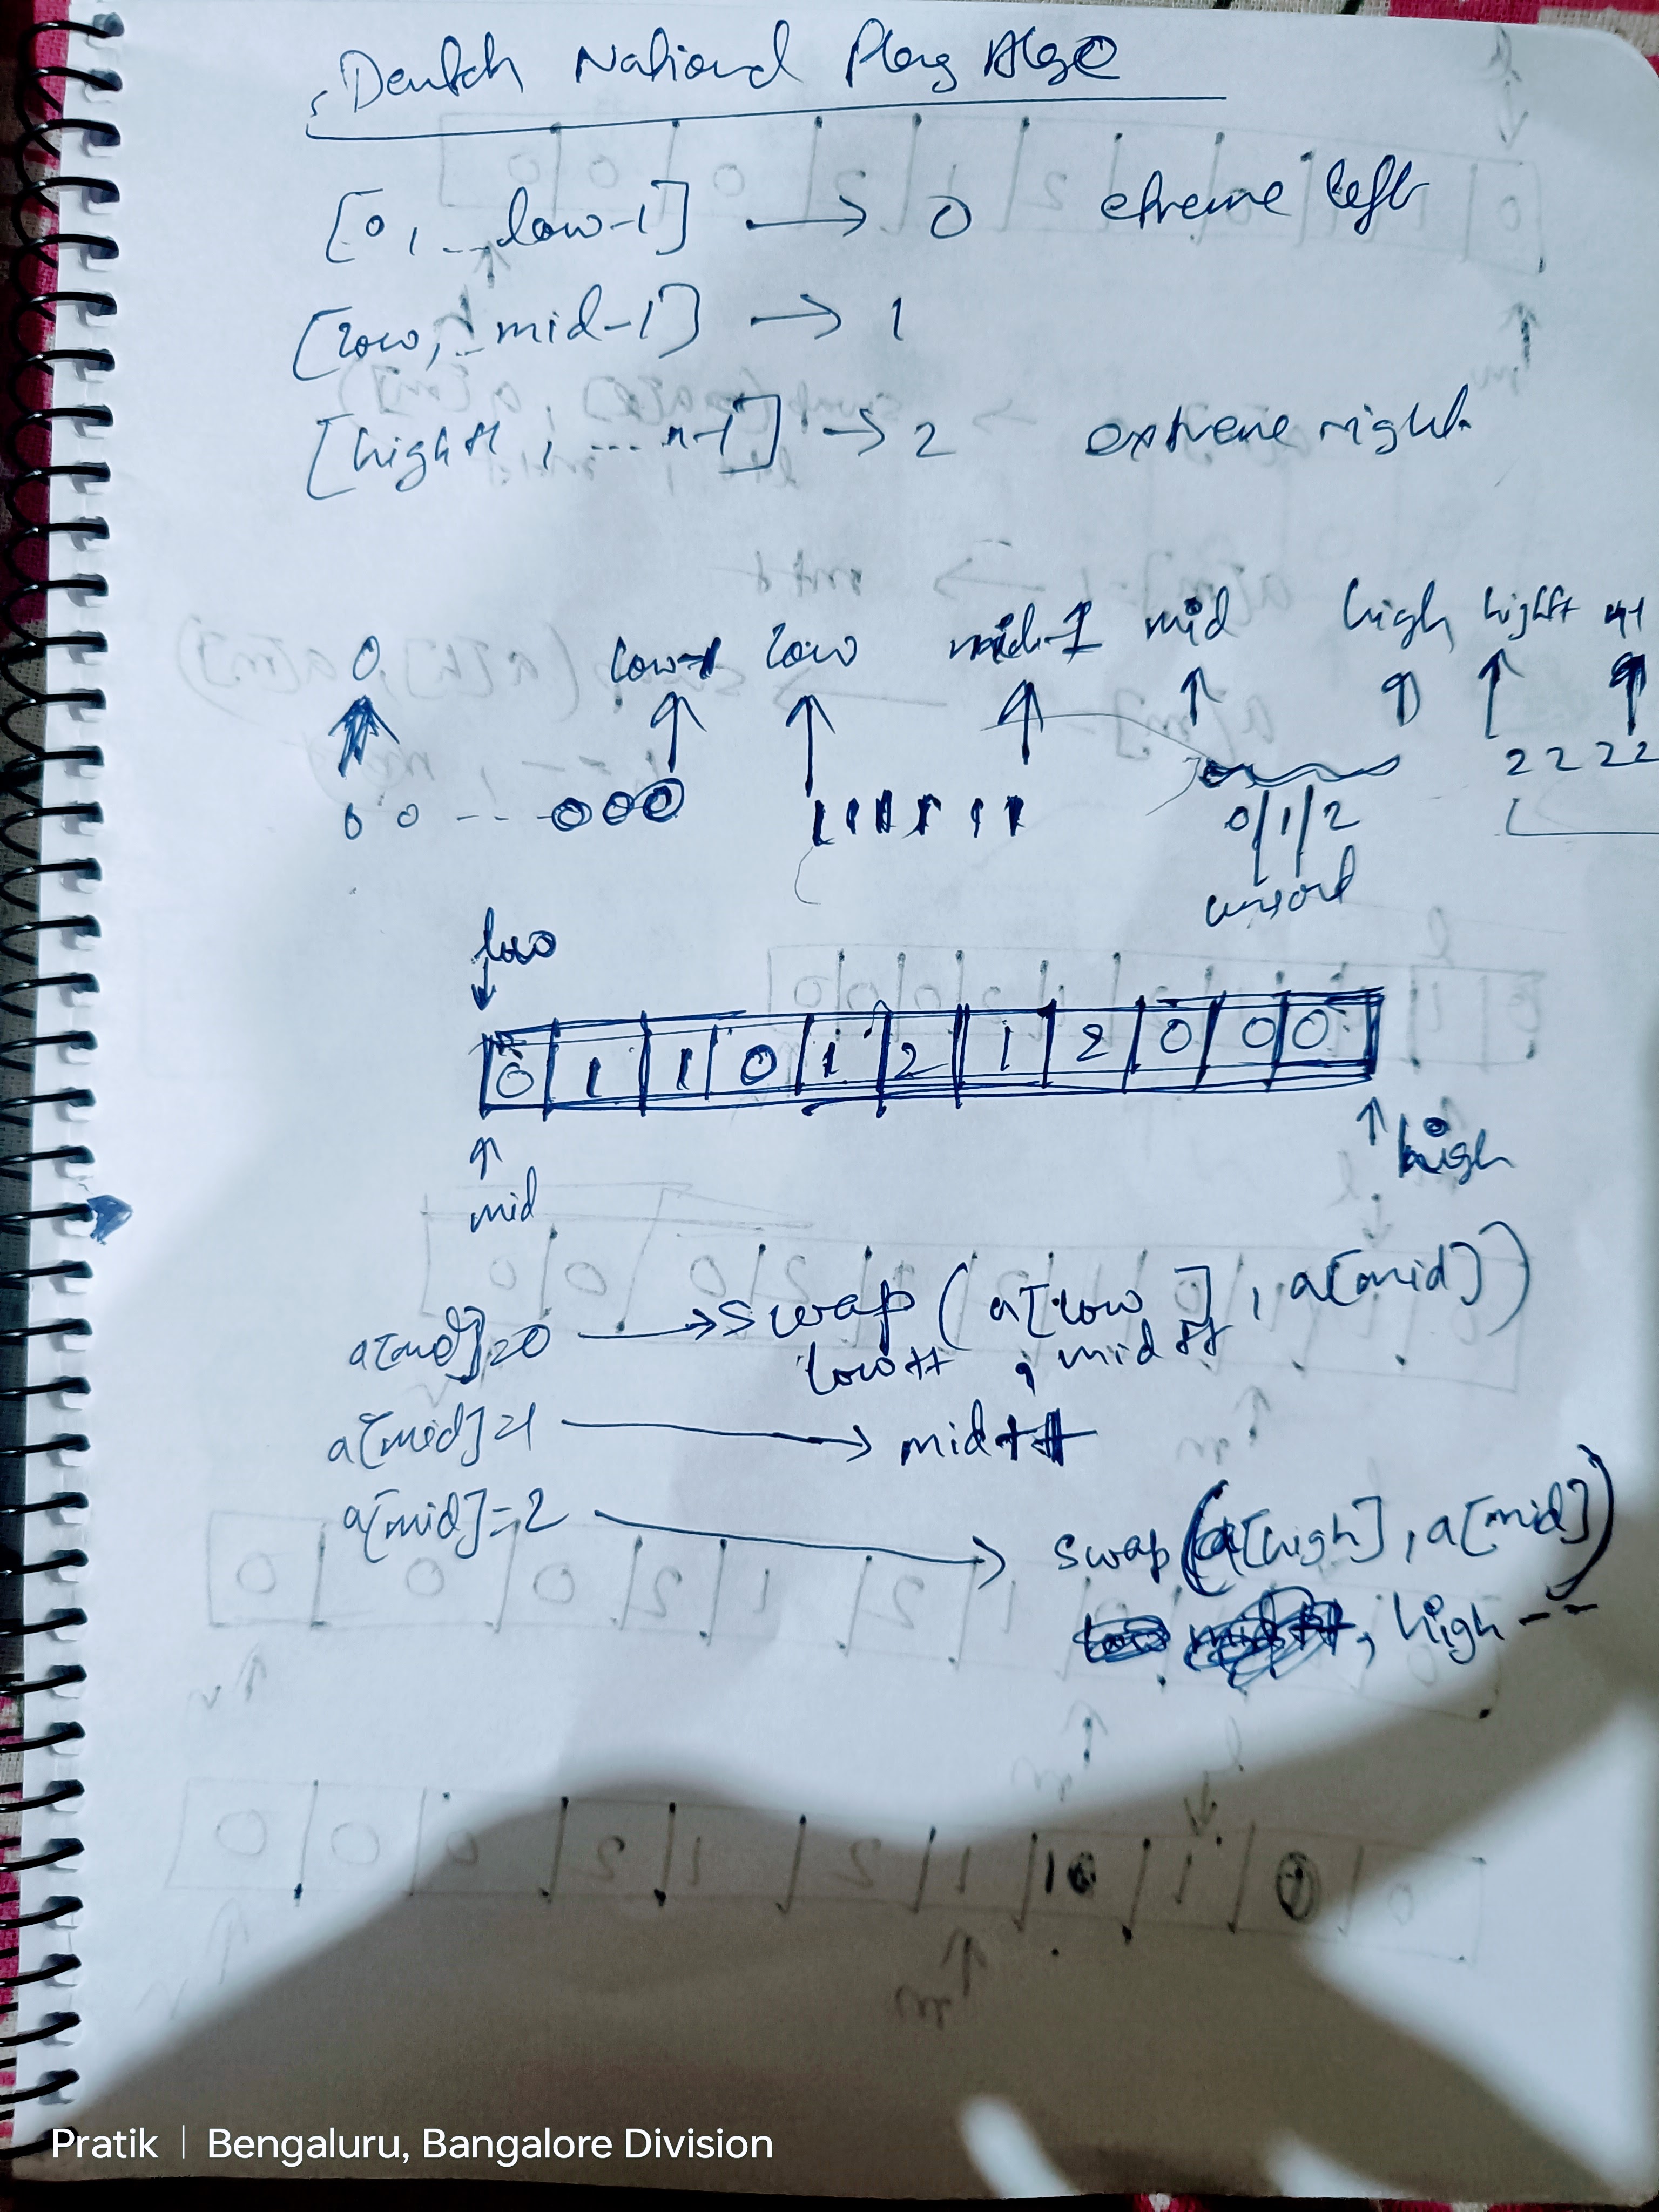 Deutch National Flag Algo
[0, ... low-1] → 0 etreme left
[low, .. mid-1] → 1
[high+1, .... n-1] → 2 extreme right
0 low-1 low mid-1 mid high high+1 n-1
0 0 --- 000 1 1 1 1 1 1 2 2 2 2
0/1/2
unsort
low
0 1 1 0 1 2 1 2 0 0 0
mid high
a[mid]=0 → swap(a[low], a[mid])
low++ ; mid++
a[mid]=1 → mid++
a[mid]=2 → swap(a[high], a[mid])
, high--
Pratik | Bengaluru, Bangalore Division